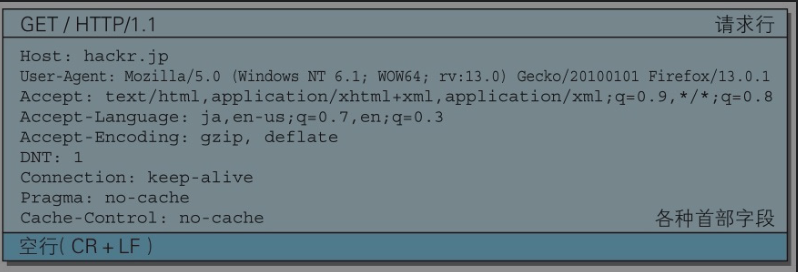 GET / HTTP/1.1 请求行
Host: hackr.jp
User-Agent: Mozilla/5.0 (Windows NT 6.1; WOW64; rv:13.0) Gecko/20100101 Firefox/13.0.1
Accept: text/html,application/xhtml+xml,application/xml;q=0.9,*/*;q=0.8
Accept-Language: ja,en-us;q=0.7,en;q=0.3
Accept-Encoding: gzip, deflate
DNT: 1
Connection: keep-alive
Pragma: no-cache
Cache-Control: no-cache 各种首部字段
空行( CR + LF )